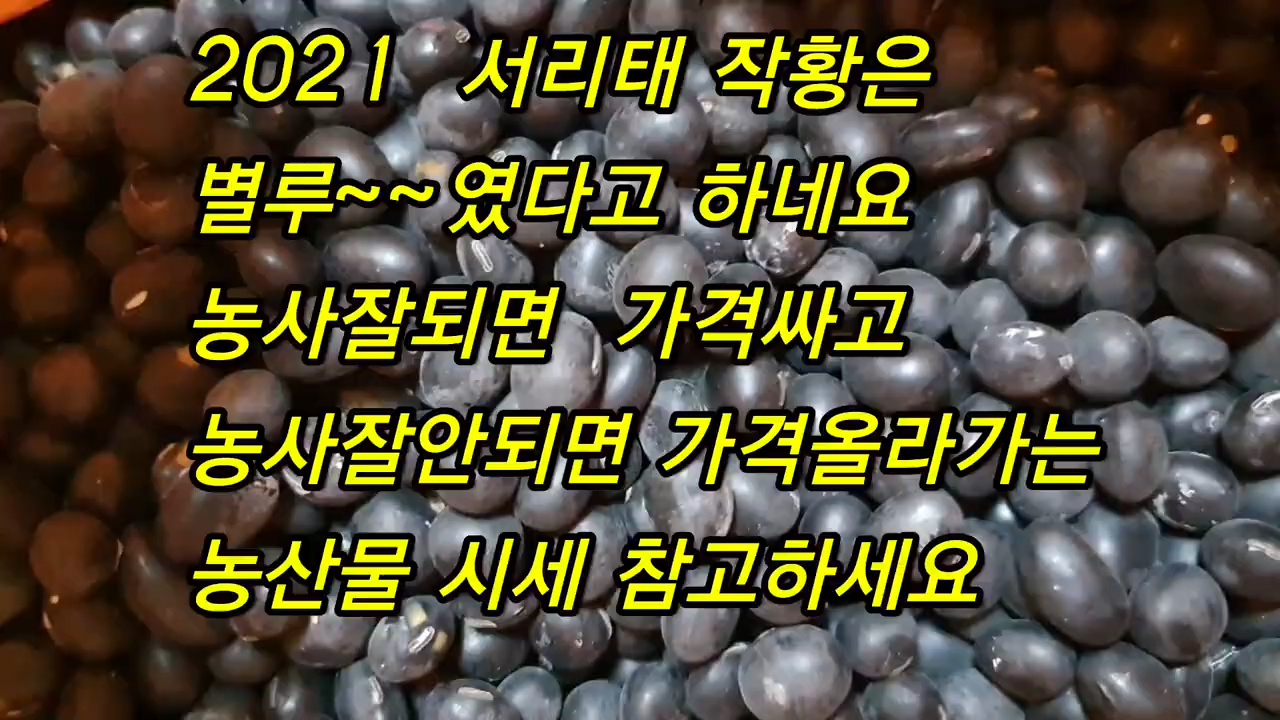 2021 서리태 작황은
별루~~였다고 하네요
농사잘되면 가격싸고
농사잘안되면 가격올라가는
농산물 시세 참고하세요